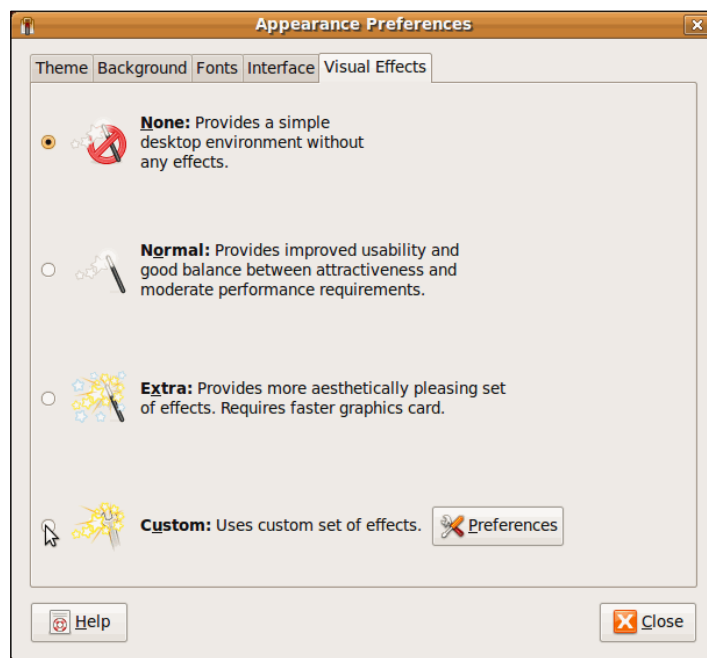 Appearance Preferences
Theme Background Fonts Interface Visual Effects
None: Provides a simple
desktop environment without
any effects.
Normal: Provides improved usability and
good balance between attractiveness and
moderate performance requirements.
Extra: Provides more aesthetically pleasing set
of effects. Requires faster graphics card.
Custom: Uses custom set of effects. Preferences
Help Close